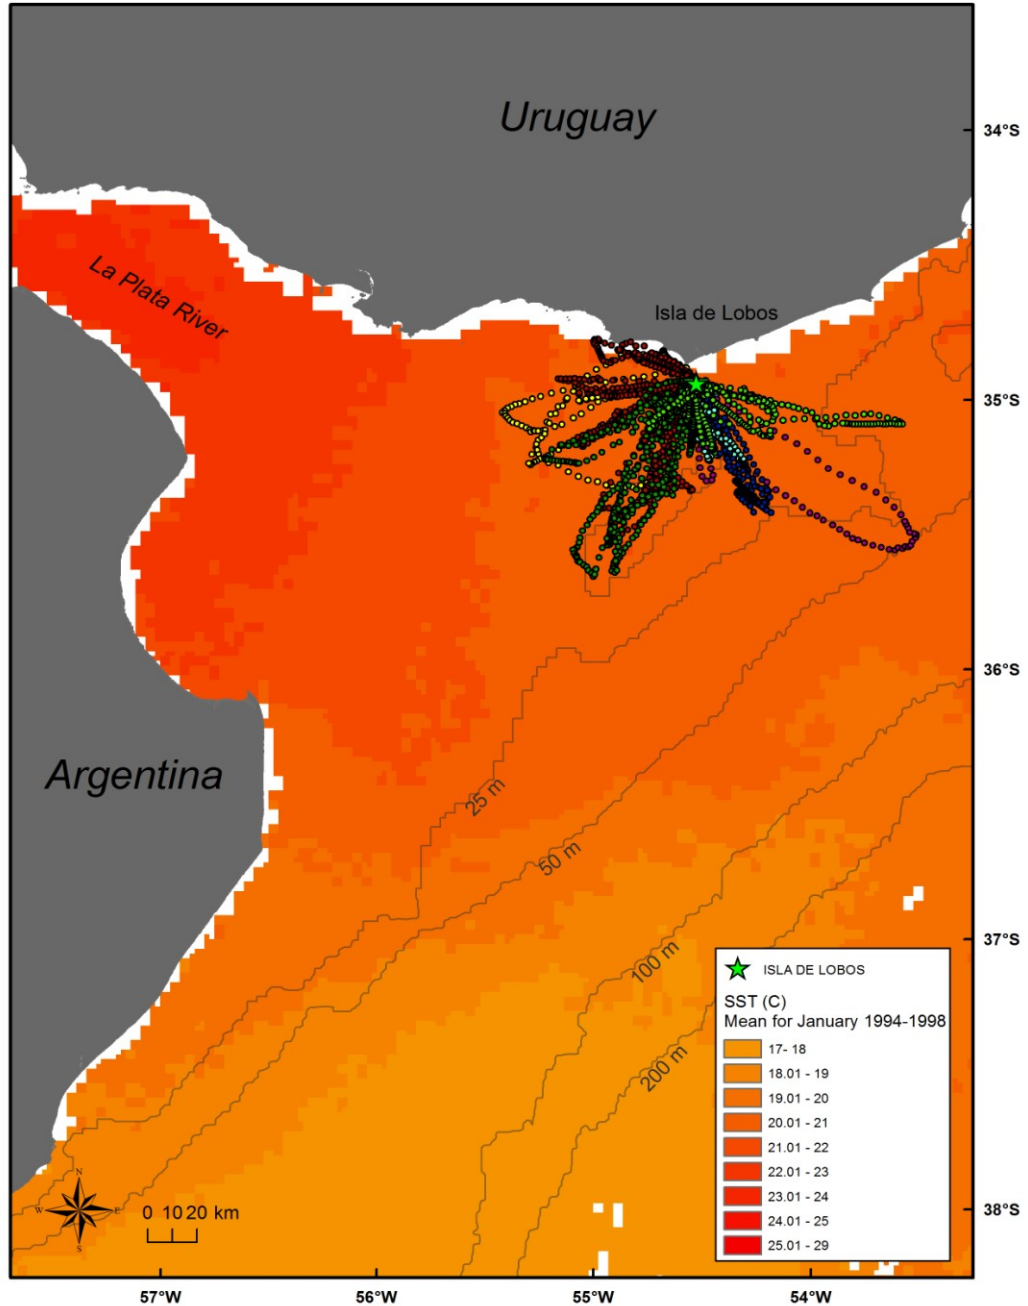 Uruguay
34°S
La Plata River
Isla de Lobos
35°S
36°S
Argentina
25 m
50 m
37°S
100 m
200 m
ISLA DE LOBOS
SST (C)
Mean for January 1994-1998
17- 18
18.01 - 19
19.01 - 20
20.01 - 21
21.01 - 22
22.01 - 23
23.01 - 24
24.01 - 25
25.01 - 29
N
W
E
S
0 10 20 km
38°S
57°W
56°W
55°W
54°W